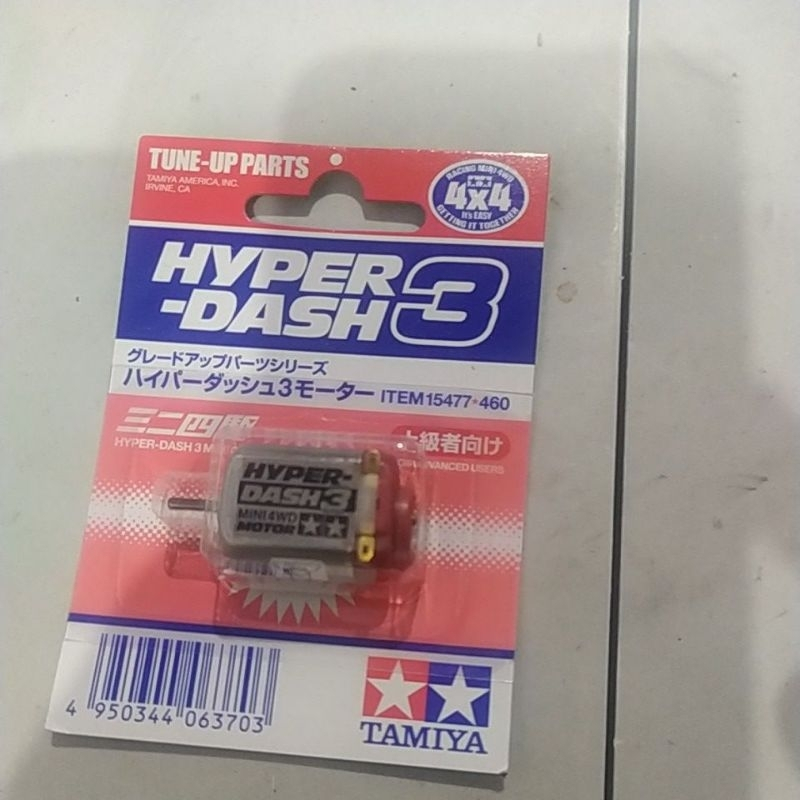 TUNE-UP PARTS
TAMIYA AMERICA, INC.
IRVINE, CA
RACING MINI 4WD
4x4
It's EASY
GETTING IT TOGETHER
HYPER
-DASH 3
グレードアップパーツシリーズ
ハイパーダッシュ3モーター ITEM 15477★460
ミニ四駆
HYPER-DASH 3 M
上級者向け
ADVANCED USERS
HYPER-
DASH 3
MINI 4WD
MOTOR
4 950344 063703
TAMIYA